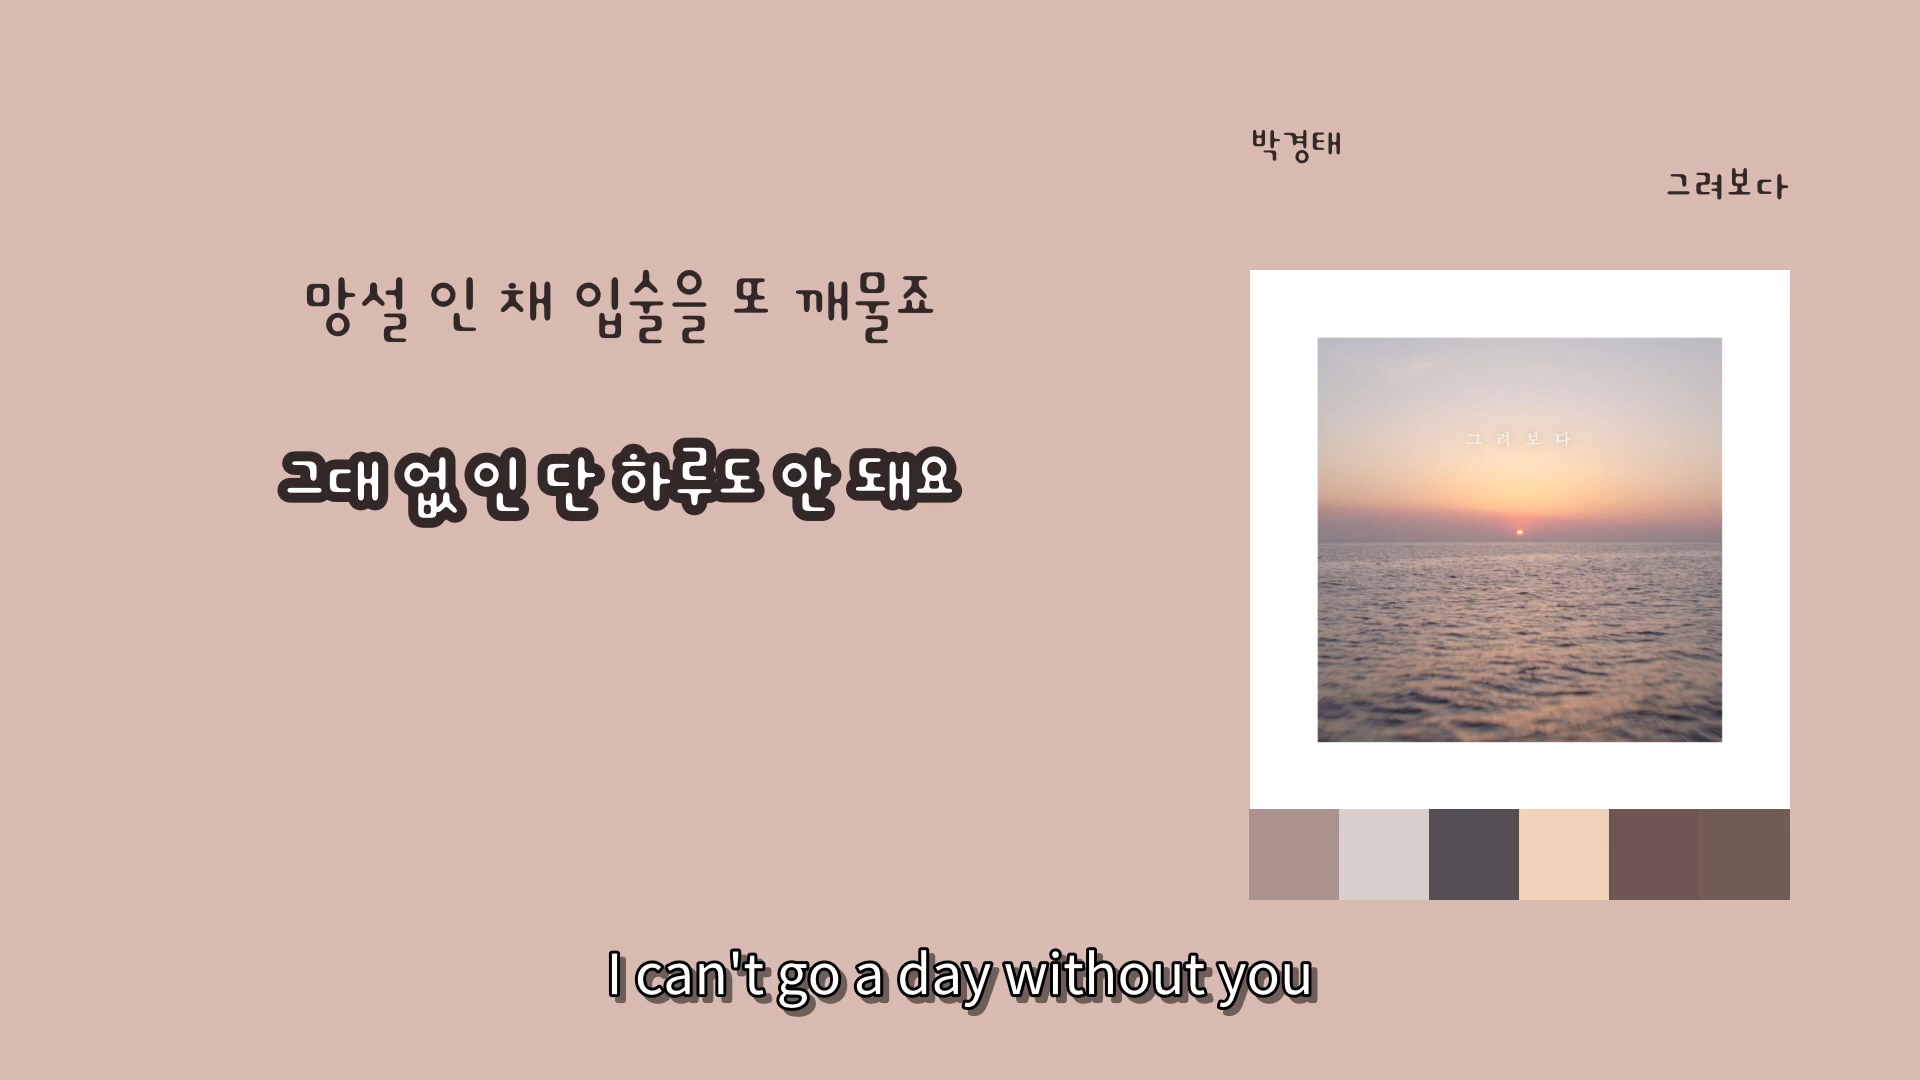 박경태
그려보다
망설 인 채 입술을 또 깨물죠
그대 없 인 단 하루도 안 돼요
그 려 보 다
I can't go a day without you